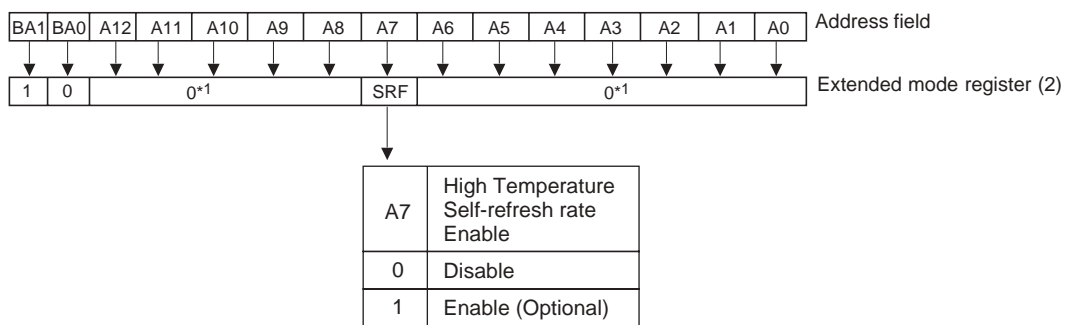 BA1 BA0 A12 A11 A10 A9 A8 A7 A6 A5 A4 A3 A2 A1 A0 Address field
1 0 0*1 SRF 0*1 Extended mode register (2)
A7 High Temperature
Self-refresh rate
Enable
0 Disable
1 Enable (Optional)